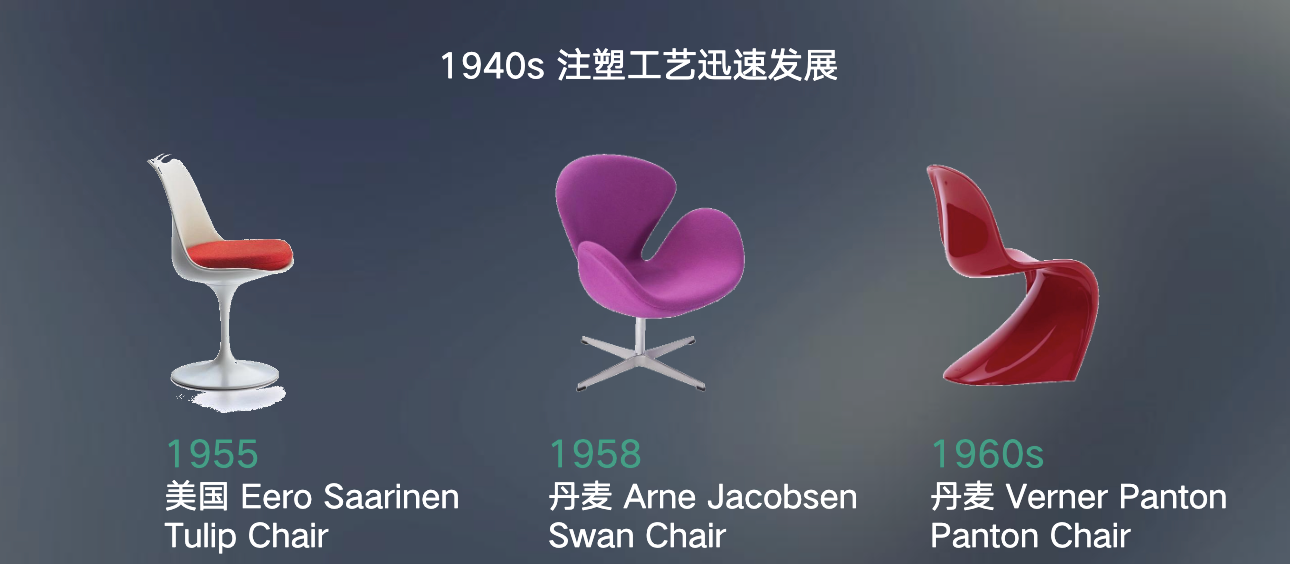 1940s 注塑工艺迅速发展
1955
美国 Eero Saarinen
Tulip Chair
1958
丹麦 Arne Jacobsen
Swan Chair
1960s
丹麦 Verner Panton
Panton Chair